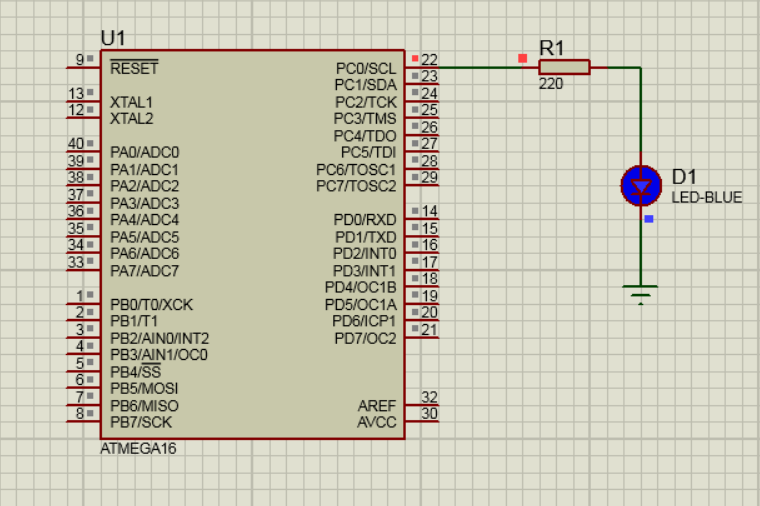 U1
9 RESET
13 XTAL1
12 XTAL2
40 PA0/ADC0
39 PA1/ADC1
38 PA2/ADC2
37 PA3/ADC3
36 PA4/ADC4
35 PA5/ADC5
34 PA6/ADC6
33 PA7/ADC7
1 PB0/T0/XCK
2 PB1/T1
3 PB2/AIN0/INT2
4 PB3/AIN1/OC0
5 PB4/SS
6 PB5/MOSI
7 PB6/MISO
8 PB7/SCK
PC0/SCL 22
PC1/SDA 23
PC2/TCK 24
PC3/TMS 25
PC4/TDO 26
PC5/TDI 27
PC6/TOSC1 28
PC7/TOSC2 29
PD0/RXD 14
PD1/TXD 15
PD2/INT0 16
PD3/INT1 17
PD4/OC1B 18
PD5/OC1A 19
PD6/ICP1 20
PD7/OC2 21
AREF 32
AVCC 30
ATMEGA16
R1
220
D1
LED-BLUE